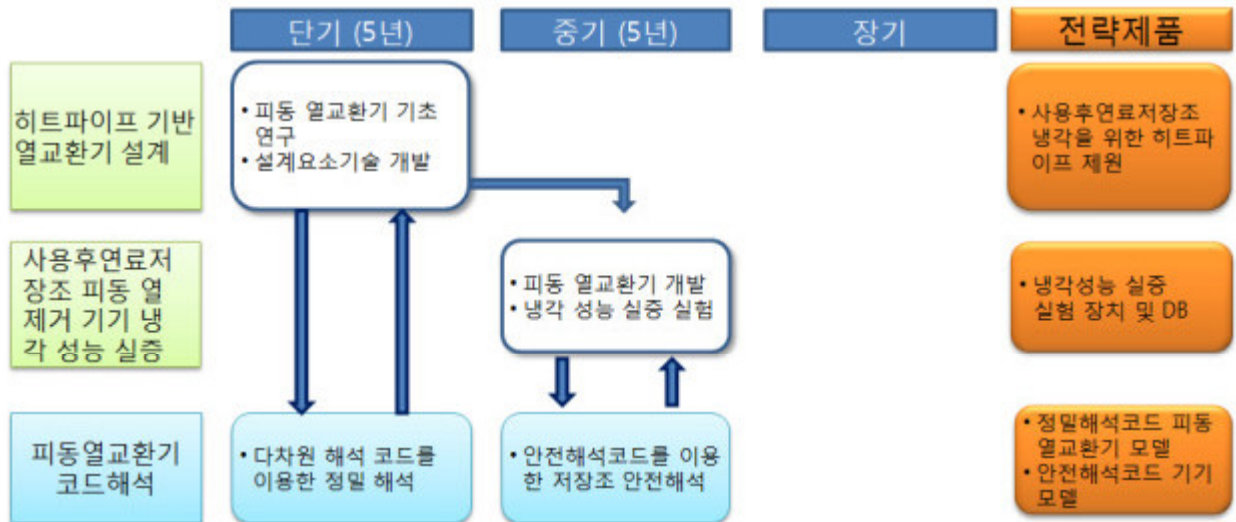 단기 (5년)
중기 (5년)
장기
전략제품
히트파이프 기반
열교환기 설계
• 피동 열교환기 기초
연구
• 설계요소기술 개발
• 사용후연료저장조
냉각을 위한 히트파
이프 제원
사용후연료저
장조 피동 열
제거 기기 냉
각 성능 실증
• 피동 열교환기 개발
• 냉각 성능 실증 실험
• 냉각성능 실증
실험 장치 및 DB
피동열교환기
코드해석
• 다차원 해석 코드를
이용한 정밀 해석
• 안전해석코드를 이용
한 저장조 안전해석
• 정밀해석코드 피동
열교환기 모델
• 안전해석코드 기기
모델